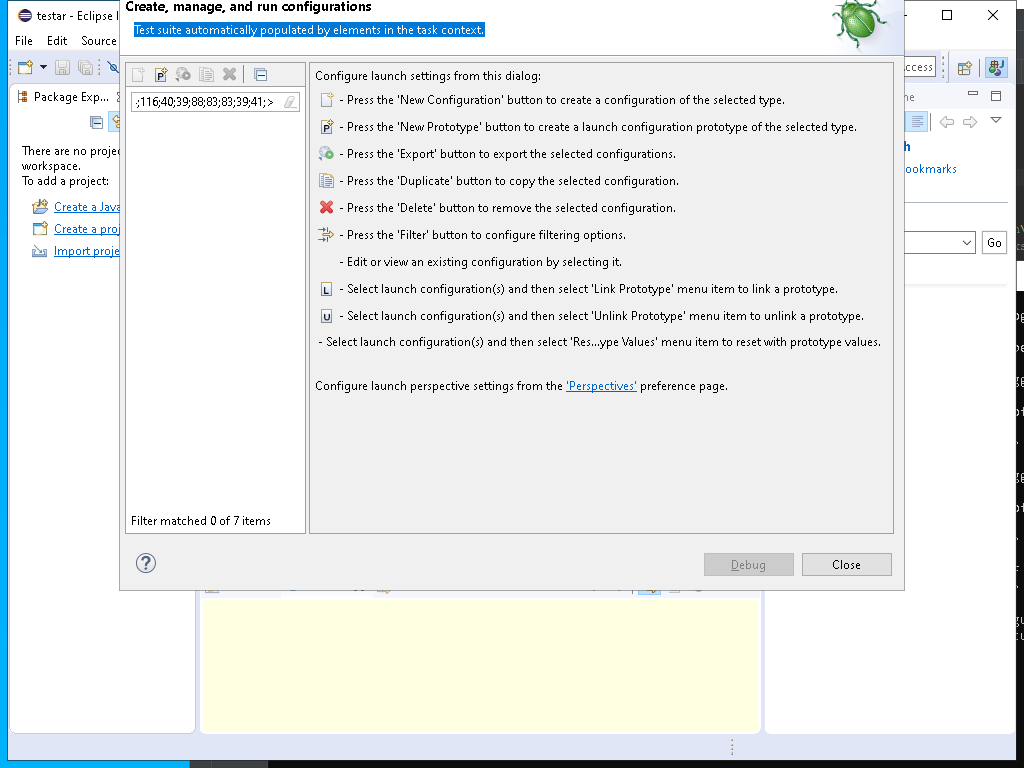 testar - Eclipse I
File Edit Source
Create, manage, and run configurations
Test suite automatically populated by elements in the task context.
Package Exp...
There are no proje
workspace.
To add a project:
Create a Java
Create a proj
Import proje
;116;40;39;88;83;83;39;41;>
Filter matched 0 of 7 items
Configure launch settings from this dialog:
- Press the 'New Configuration' button to create a configuration of the selected type.
- Press the 'New Prototype' button to create a launch configuration prototype of the selected type.
- Press the 'Export' button to export the selected configurations.
- Press the 'Duplicate' button to copy the selected configuration.
- Press the 'Delete' button to remove the selected configuration.
- Press the 'Filter' button to configure filtering options.
- Edit or view an existing configuration by selecting it.
L - Select launch configuration(s) and then select 'Link Prototype' menu item to link a prototype.
U - Select launch configuration(s) and then select 'Unlink Prototype' menu item to unlink a prototype.
- Select launch configuration(s) and then select 'Res...ype Values' menu item to reset with prototype values.
Configure launch perspective settings from the 'Perspectives' preference page.
Debug
Close
ccess
ne
h
ookmarks
Go